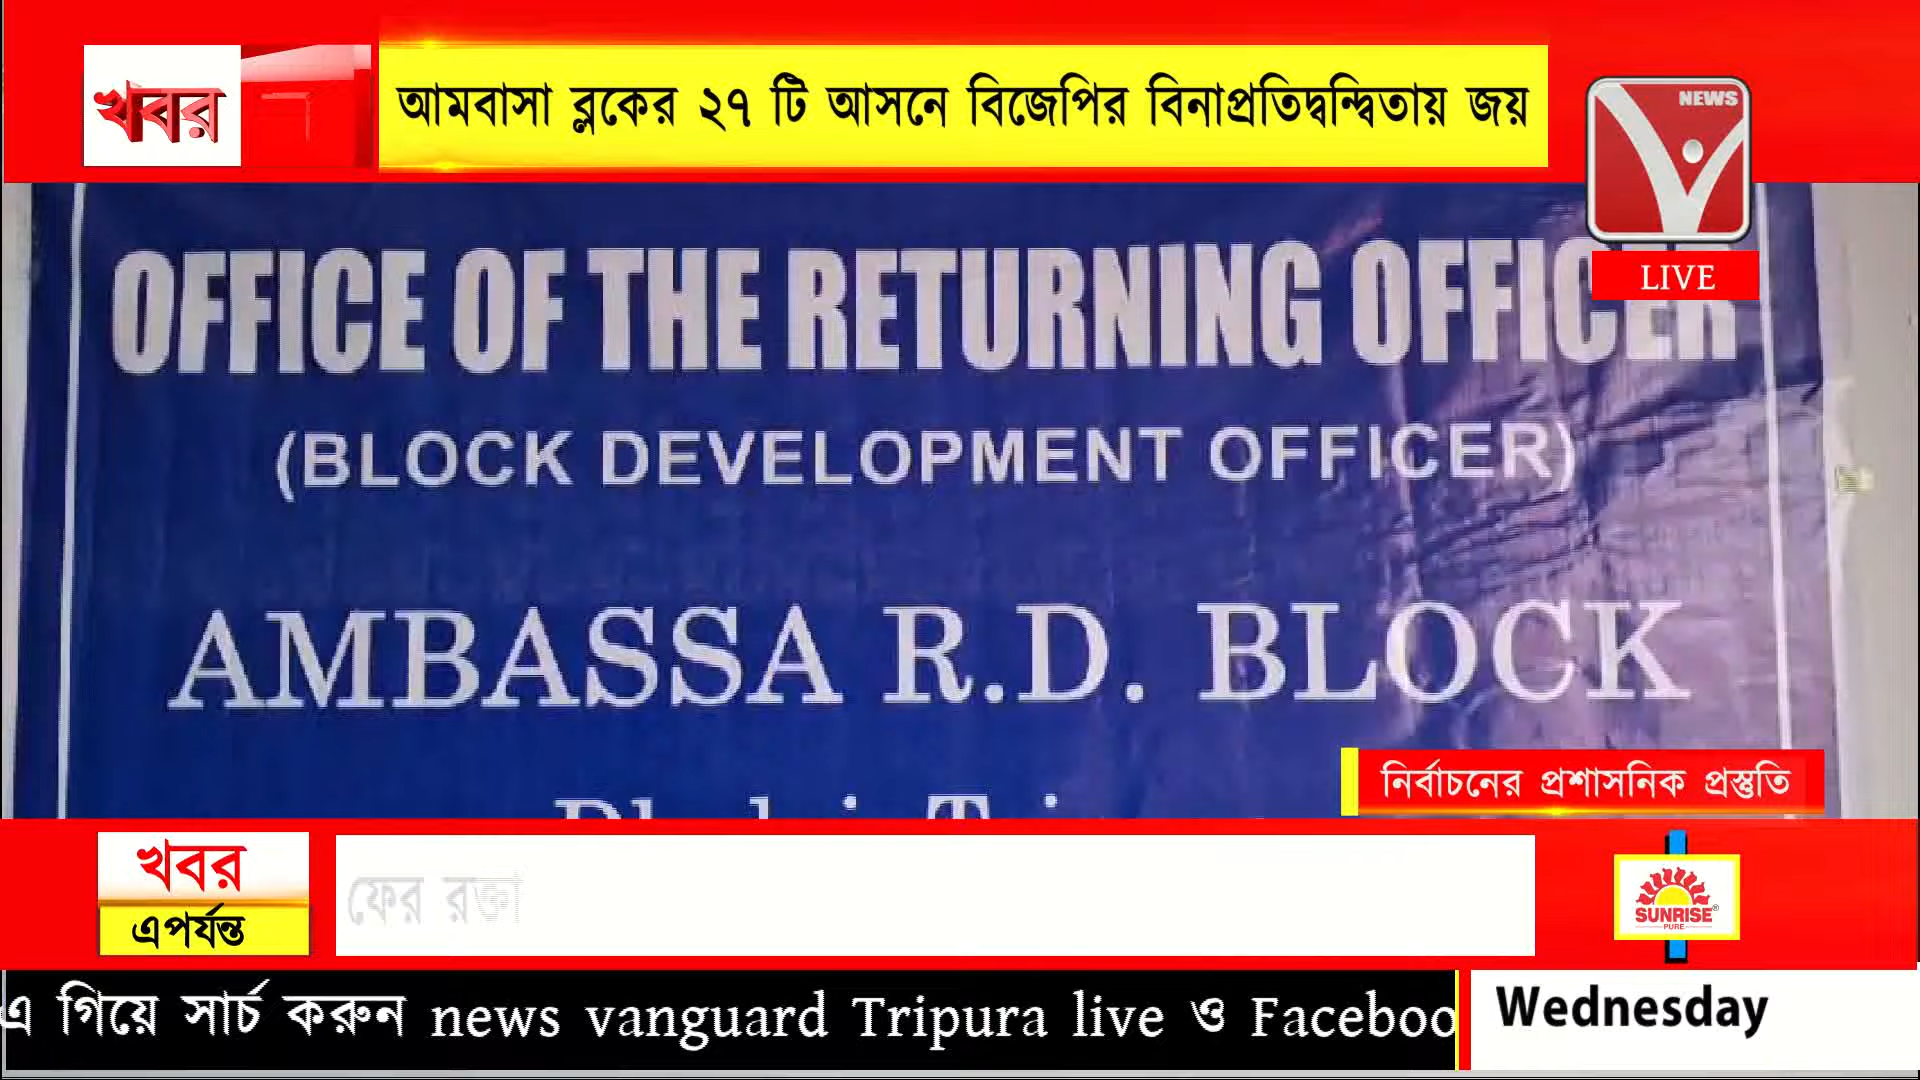 খবর
আমবাসা ব্লকের ২৭ টি আসনে বিজেপির বিনাপ্রতিদ্বন্দ্বিতায় জয়
NEWS
LIVE
OFFICE OF THE RETURNING OFFICER
(BLOCK DEVELOPMENT OFFICER)
AMBASSA R.D. BLOCK
নির্বাচনের প্রশাসনিক প্রস্তুতি
খবর
এপর্যন্ত
ফের
SUNRISE
PURE
এ গিয়ে সার্চ করুন news vanguard Tripura live ও Faceboo
Wednesday